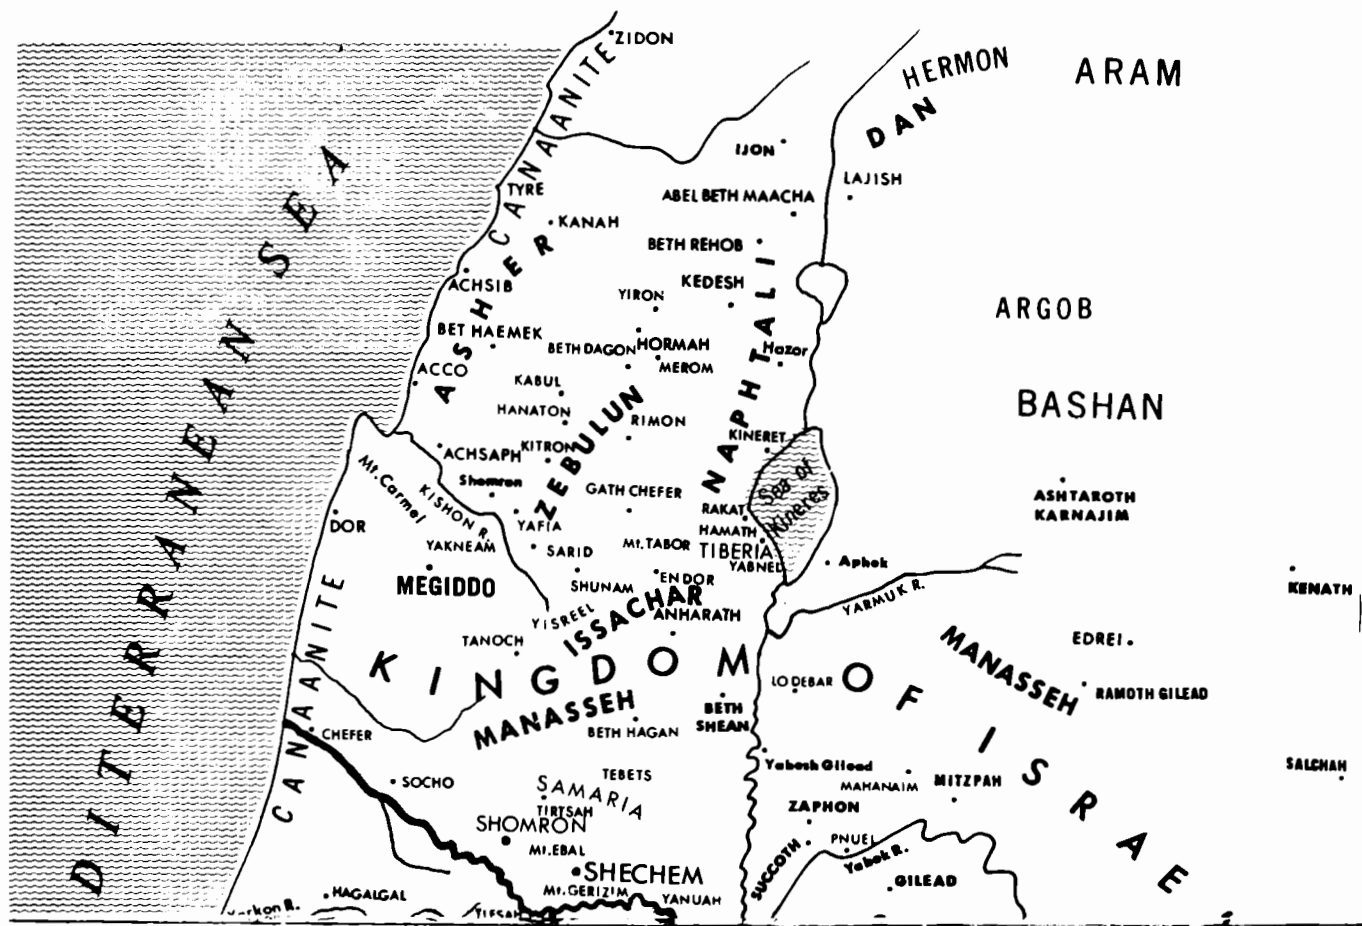 ZIDON
HERMON
ARAM
CANAANITE
DAN
IJON
LAJISH
TYRE
ABEL BETH MAACHA
KANAH
BETH REHOB
ASHER
KEDESH
ACHSIB
YIRON
ARGOB
BET HAEMEK
HORMAH
BETH DAGON
Hazor
MEROM
ACCO
KABUL
NAPHTALI
BASHAN
HANATON
RIMON
ZEBULUN
KINERET
KITRON
ACHSAPH
Mt. Carmel
Shomron
KISHON R.
GATH CHEFER
Sea of
Kineres
ASHTAROTH
KARNAJIM
RAKAT
DOR
YAFIA
HAMATH
YAKNEAM
SARID
Mt. TABOR
TIBERIA
YABNEL
Aphek
MEGIDDO
SHUNAM
ENDOR
KENATH
YARMUK R.
YISREEL
ISSACHAR
ANHARATH
TANOCH
EDREI
MANASSEH
KINGDOM OF ISRAE
LO DEBAR
RAMOTH GILEAD
MANASSEH
BETH
SHEAN
BETH HAGAN
CHEFER
CANAANITE
DITERRANEAN SEA
Yabesh Gilead
SALCHAH
SOCHO
TEBETS
MAHANAIM
MITZPAH
SAMARIA
TIRTSAH
ZAPHON
SHOMRON
PNUEL
Mt. EBAL
Yabok R.
SUCCOTH
SHECHEM
GILEAD
Mt. GERIZIM
YANUAH
HAGALGAL
Yarkon R.